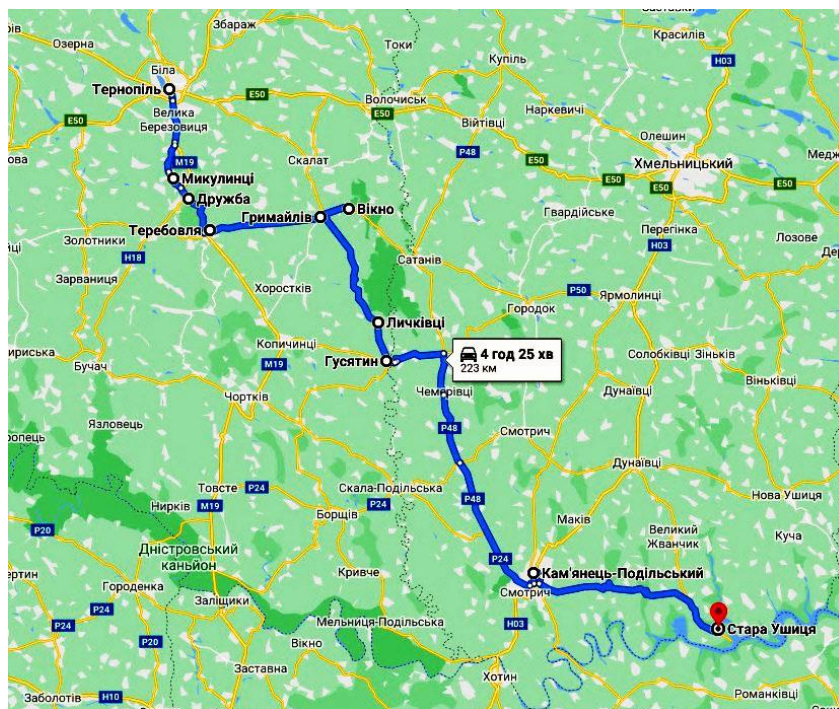 Збараж
Озерна
Токи
Купіль
Красилів
H03
Біла
Тернопіль
E50
Волочиськ
Наркевичі
E50
Велика
Березовиця
E50
Війтівці
Олешин
M19
Скалат
P48
E50
Хмельницький
E50
E50
Микулинці
Дружба
Гримайлів
Вікно
Гвардійське
Перегінка
H03
Лозове
Теребовля
Золотники
H18
Сатанів
Зарваниця
Хоростків
P50
Ярмолинці
Городок
Личківці
Копичинці
Гусятин
4 год 25 хв
223 км
Солобківці
Зіньків
Бучач
M19
Чемерівці
Віньківці
Чортків
Дунаївці
P48
Язловець
Смотрич
Дунаївці
Товсте
P24
Скала-Подільська
P48
Нова Ушиця
Нирків
M19
P24
Борщів
P20
Маків
Великий
Жванчик
Куча
Дністровський
каньйон
P24
Кривче
Кам'янець-Подільський
Городенка
Смотрич
P24
Заліщики
Мельниця-Подільська
H03
Стара Ушиця
P20
Вікно
Заставна
Хотин
Заболотів
H10
Романківці